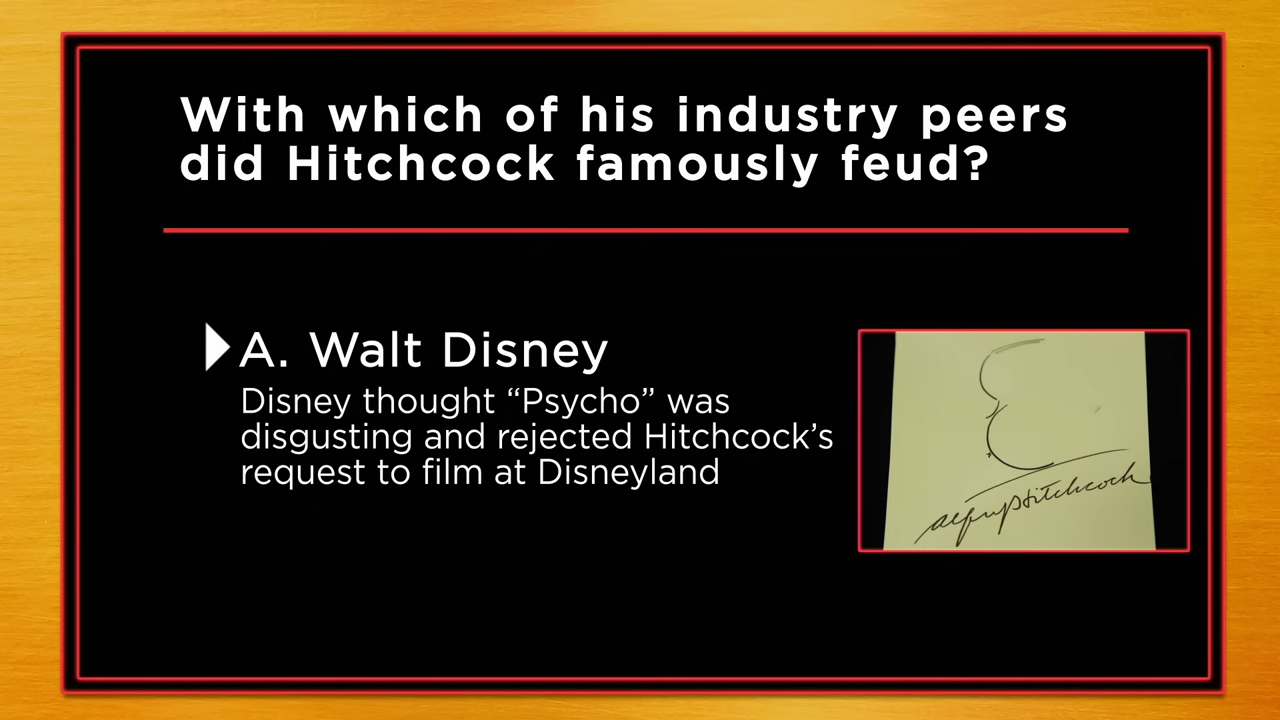 With which of his industry peers
did Hitchcock famously feud?
A. Walt Disney
Disney thought “Psycho” was
disgusting and rejected Hitchcock’s
request to film at Disneyland
Hitchcock